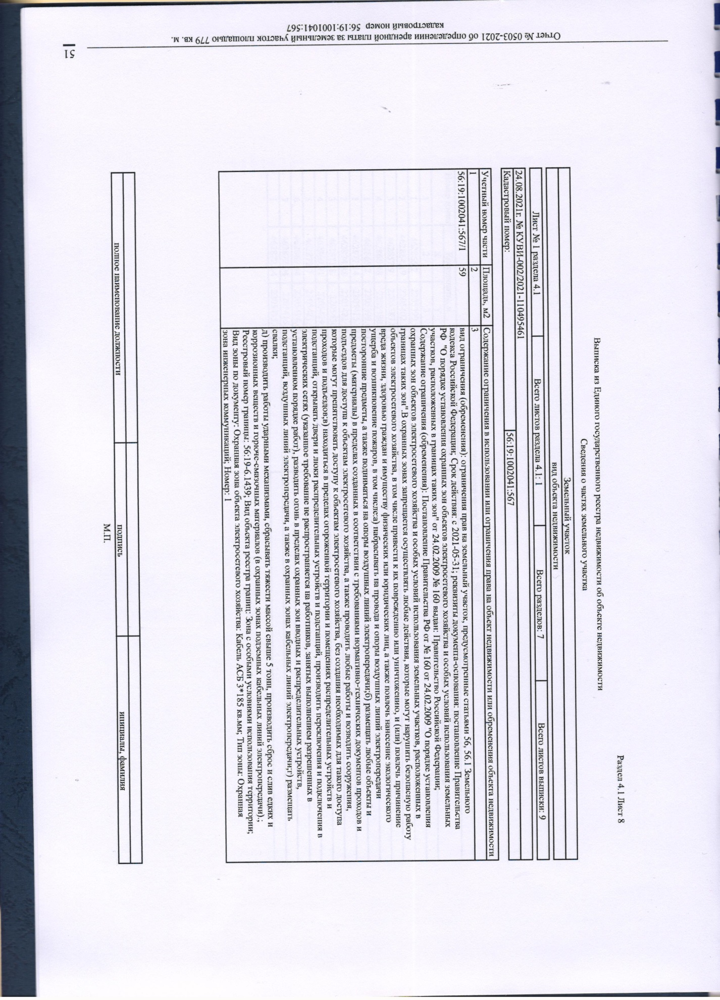 Раздел 4.1 Лист 8
Выписка из Единого государственного реестра недвижимости об объекте недвижимости
Сведения о частях земельного участка
Земельный участок
вид объекта недвижимости
Лист № 1 раздела 4.1
Всего листов раздела 4.1: 1
Всего разделов: 7
Всего листов выписки: 9
24.08.2021г. № КУВИ-002/2021-110495461
Кадастровый номер:
56:19:1002041:567
Учетный номер части
Площадь, м2
Содержание ограничения в использовании или ограничения права на объект недвижимости или обременения объекта недвижимости
1
2
3
56:19:1002041:567/1
59
вид ограничения (обременения): ограничения прав на земельный участок, предусмотренные статьями 56, 56.1 Земельного
кодекса Российской Федерации; Срок действия: с 2021-05-31; реквизиты документа-основания: постановление Правительства
РФ "О порядке установления охранных зон объектов электросетевого хозяйства и особых условий использования земельных
участков, расположенных в границах таких зон" от 24.02.2009 № 160 выдан: Правительство Российской Федерации;
Содержание ограничения (обременения): Постановление Правительства РФ от № 160 от 24.02.2009 "О порядке установления
охранных зон объектов электросетевого хозяйства и особых условий использования земельных участков, расположенных в
границах таких зон".В охранных зонах запрещается осуществлять любые действия, которые могут нарушить безопасную работу
объектов электросетевого хозяйства, в том числе привести к их повреждению или уничтожению, и (или) повлечь причинение
вреда жизни, здоровью граждан и имуществу физических или юридических лиц, а также повлечь нанесение экологического
ущерба и возникновение пожаров, в том числе:а) набрасывать на провода и опоры воздушных линий электропередачи
посторонние предметы, а также подниматься на опоры воздушных линий электропередачи;б) размещать любые объекты и
предметы (материалы) в пределах созданных в соответствии с требованиями нормативно-технических документов проходов и
подъездов для доступа к объектам электросетевого хозяйства, а также проводить любые работы и возводить сооружения,
которые могут препятствовать доступу к объектам электросетевого хозяйства, без создания необходимых для такого доступа
проходов и подъездов;в) находиться в пределах огороженной территории и помещениях распределительных устройств и
подстанций, открывать двери и люки распределительных устройств и подстанций, производить переключения и подключения в
электрических сетях (указанное требование не распространяется на работников, занятых выполнением разрешенных в
установленном порядке работ), разводить огонь в пределах охранных зон вводных и распределительных устройств,
подстанций, воздушных линий электропередачи, а также в охранных зонах кабельных линий электропередачи;г) размещать
свалки;
д) производить работы ударными механизмами, сбрасывать тяжести массой свыше 5 тонн, производить сброс и слив едких и
коррозионных веществ и горюче-смазочных материалов (в охранных зонах подземных кабельных линий электропередачи).;
Реестровый номер границы: 56:19-6.1439; Вид объекта реестра границ: Зона с особыми условиями использования территории;
Вид зоны по документу: Охранная зона объекта электросетевого хозяйства: Кабель АСБ 3*185 кв.мм; Тип зоны: Охранная
зона инженерных коммуникаций; Номер: 1
полное наименование должности
подпись
инициалы, фамилия
М.П.
51
Отчет № 0503-2021 об определении арендной платы за земельный участок площадью 779 кв. м.
кадастровый номер 56:19:1001041:567